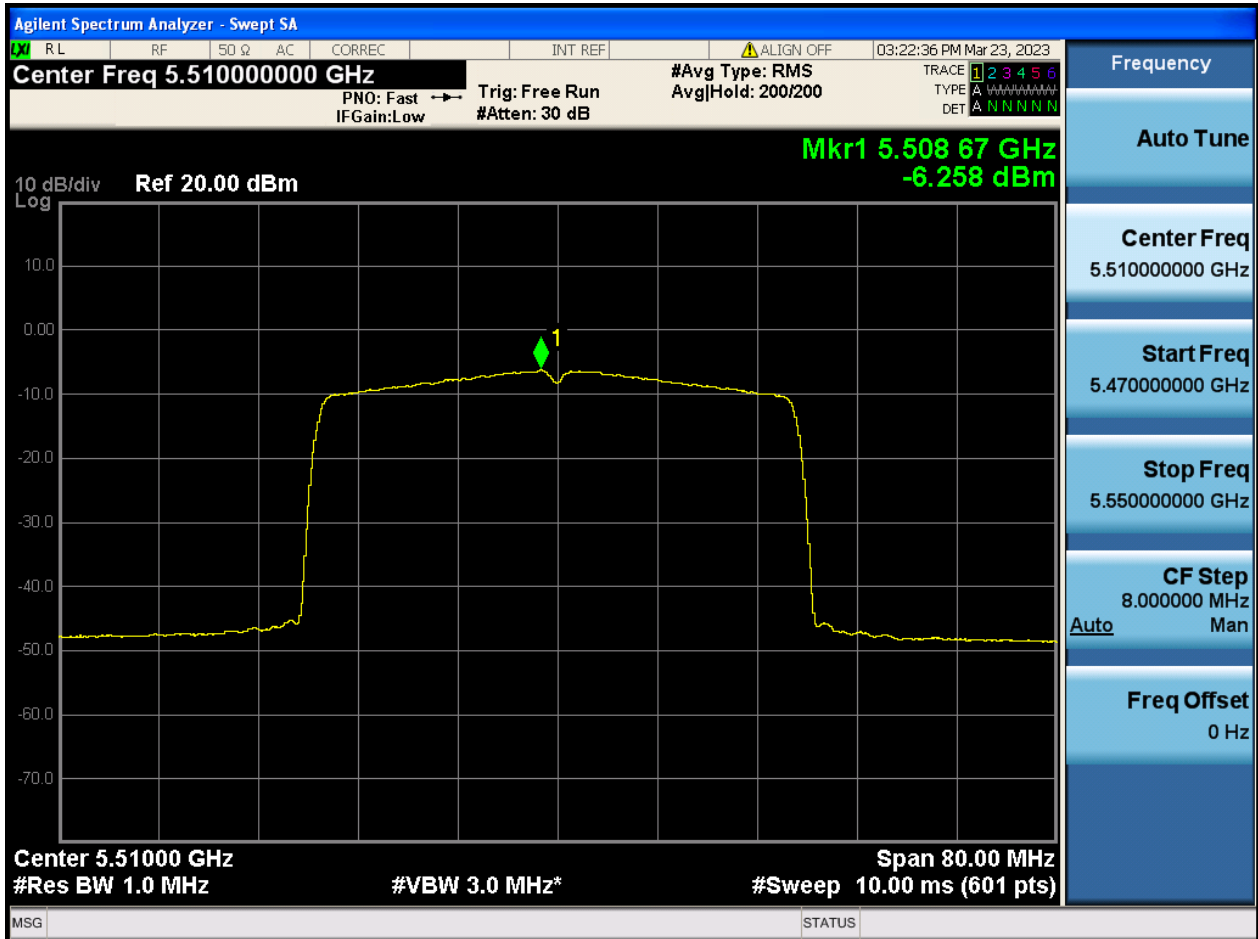 Agilent Spectrum Analyzer - Swept SA
LXI RL RF 50 Ω AC CORREC INT REF ALIGN OFF 03:22:36 PM Mar 23, 2023
Center Freq 5.510000000 GHz
PNO: Fast
IFGain:Low
Trig: Free Run
#Atten: 30 dB
#Avg Type: RMS
Avg|Hold: 200/200
TRACE 1 2 3 4 5 6
TYPE A WWWWW
DET A N N N N N
Mkr1 5.508 67 GHz
-6.258 dBm
10 dB/div Ref 20.00 dBm
Log
10.0
0.00
-10.0
-20.0
-30.0
-40.0
-50.0
-60.0
-70.0
1
Center 5.51000 GHz Span 80.00 MHz
#Res BW 1.0 MHz #VBW 3.0 MHz* #Sweep 10.00 ms (601 pts)
MSG STATUS
Frequency
Auto Tune
Center Freq
5.510000000 GHz
Start Freq
5.470000000 GHz
Stop Freq
5.550000000 GHz
CF Step
8.000000 MHz
Auto Man
Freq Offset
0 Hz